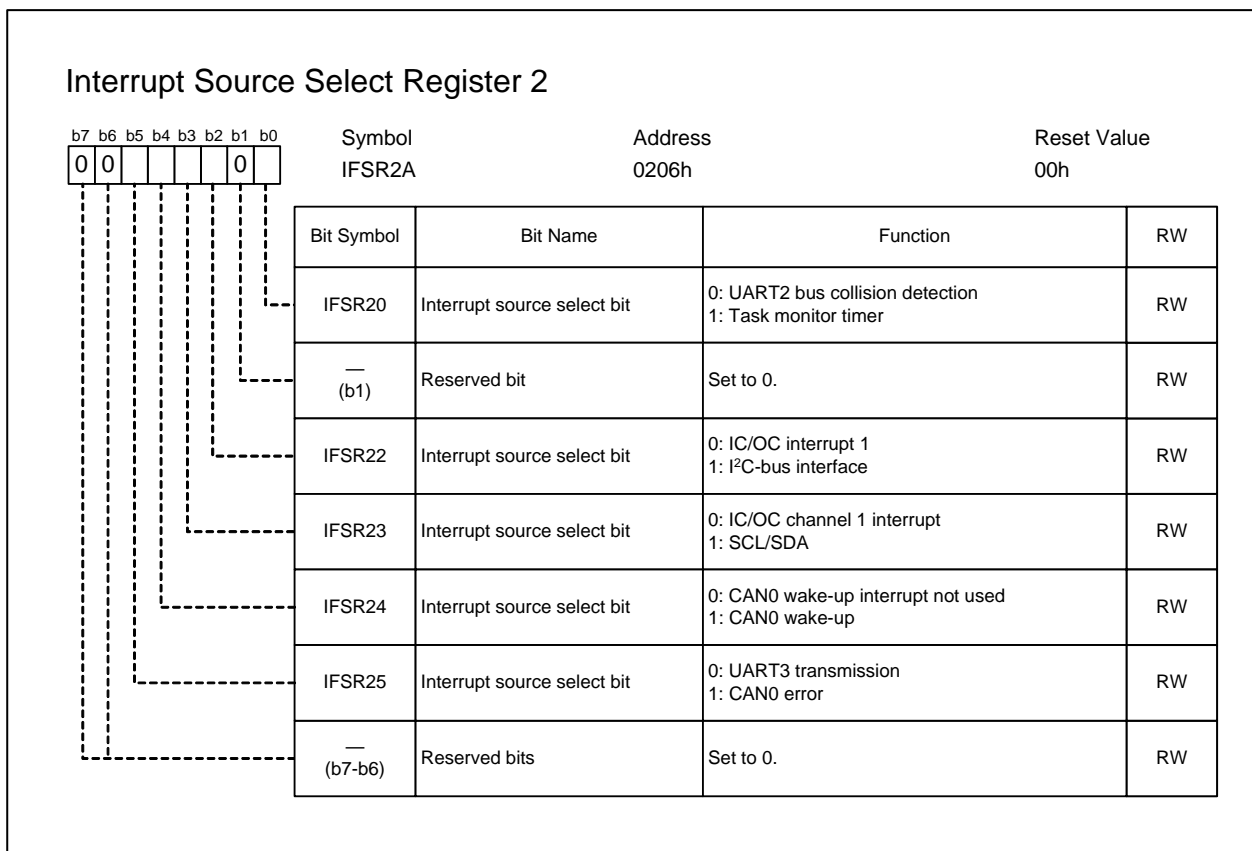 Interrupt Source Select Register 2
b7 b6 b5 b4 b3 b2 b1 b0
Symbol Address Reset Value
0 0 0
IFSR2A 0206h 00h
Bit Symbol Bit Name Function RW
IFSR20 Interrupt source select bit 0: UART2 bus collision detection RW
1: Task monitor timer
—
(b1) Reserved bit Set to 0. RW
IFSR22 Interrupt source select bit 0: IC/OC interrupt 1 RW
1: I²C-bus interface
IFSR23 Interrupt source select bit 0: IC/OC channel 1 interrupt RW
1: SCL/SDA
IFSR24 Interrupt source select bit 0: CAN0 wake-up interrupt not used RW
1: CAN0 wake-up
IFSR25 Interrupt source select bit 0: UART3 transmission RW
1: CAN0 error
—
(b7-b6) Reserved bits Set to 0. RW